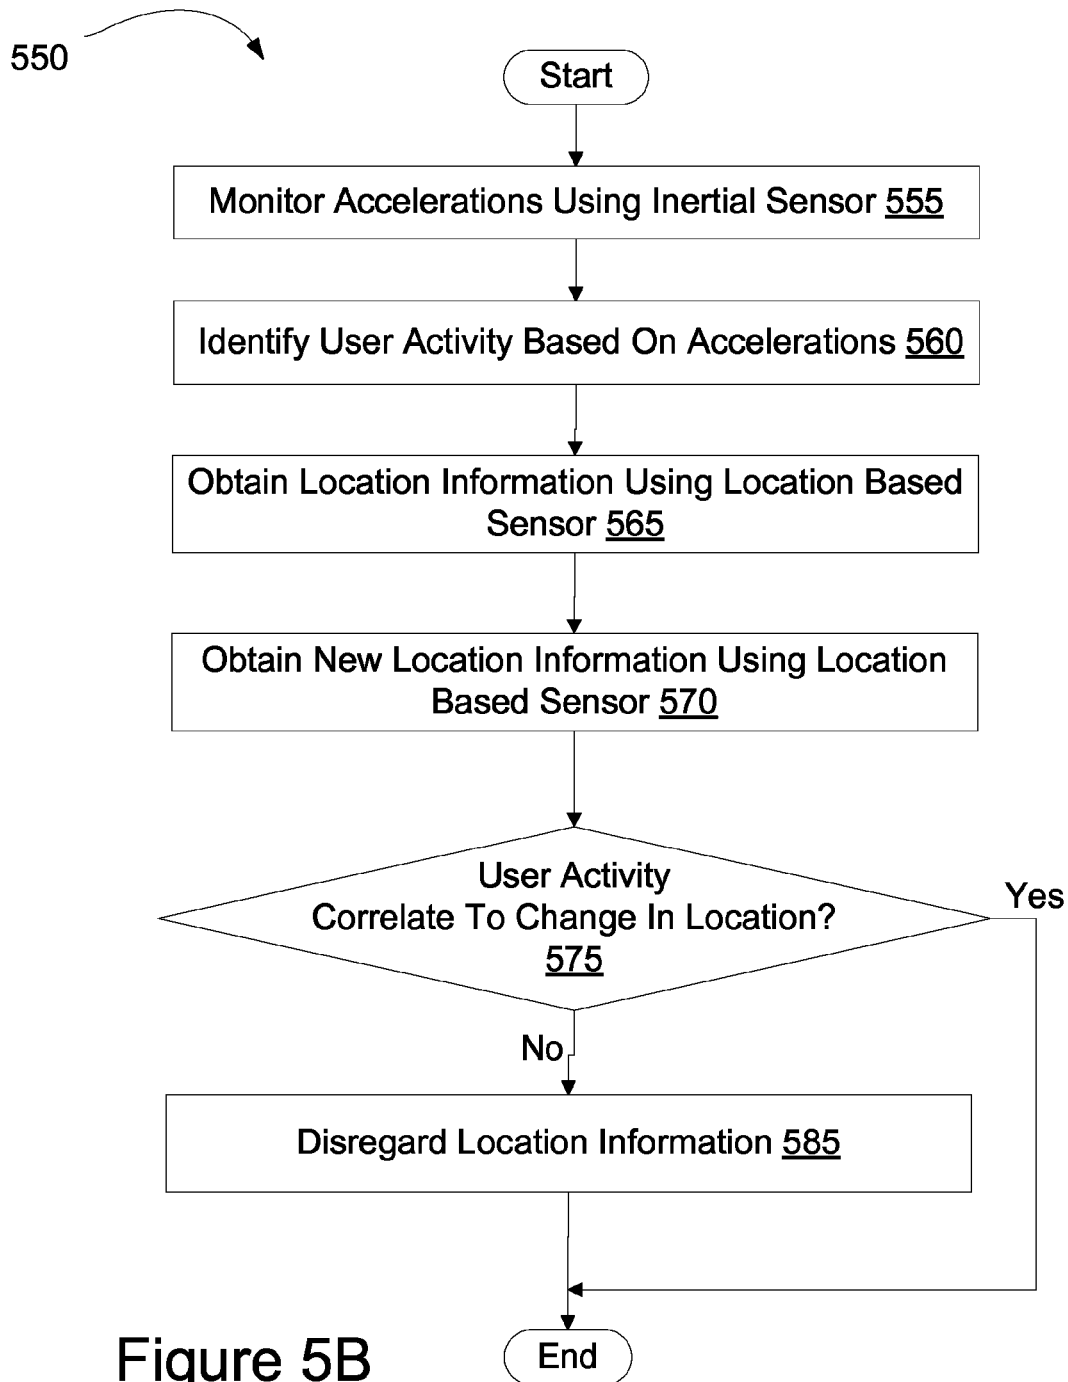 550
Start
Monitor Accelerations Using Inertial Sensor 555
Identify User Activity Based On Accelerations 560
Obtain Location Information Using Location Based
Sensor 565
Obtain New Location Information Using Location
Based Sensor 570
User Activity
Correlate To Change In Location?
575
Yes
No
Disregard Location Information 585
End
Figure 5B